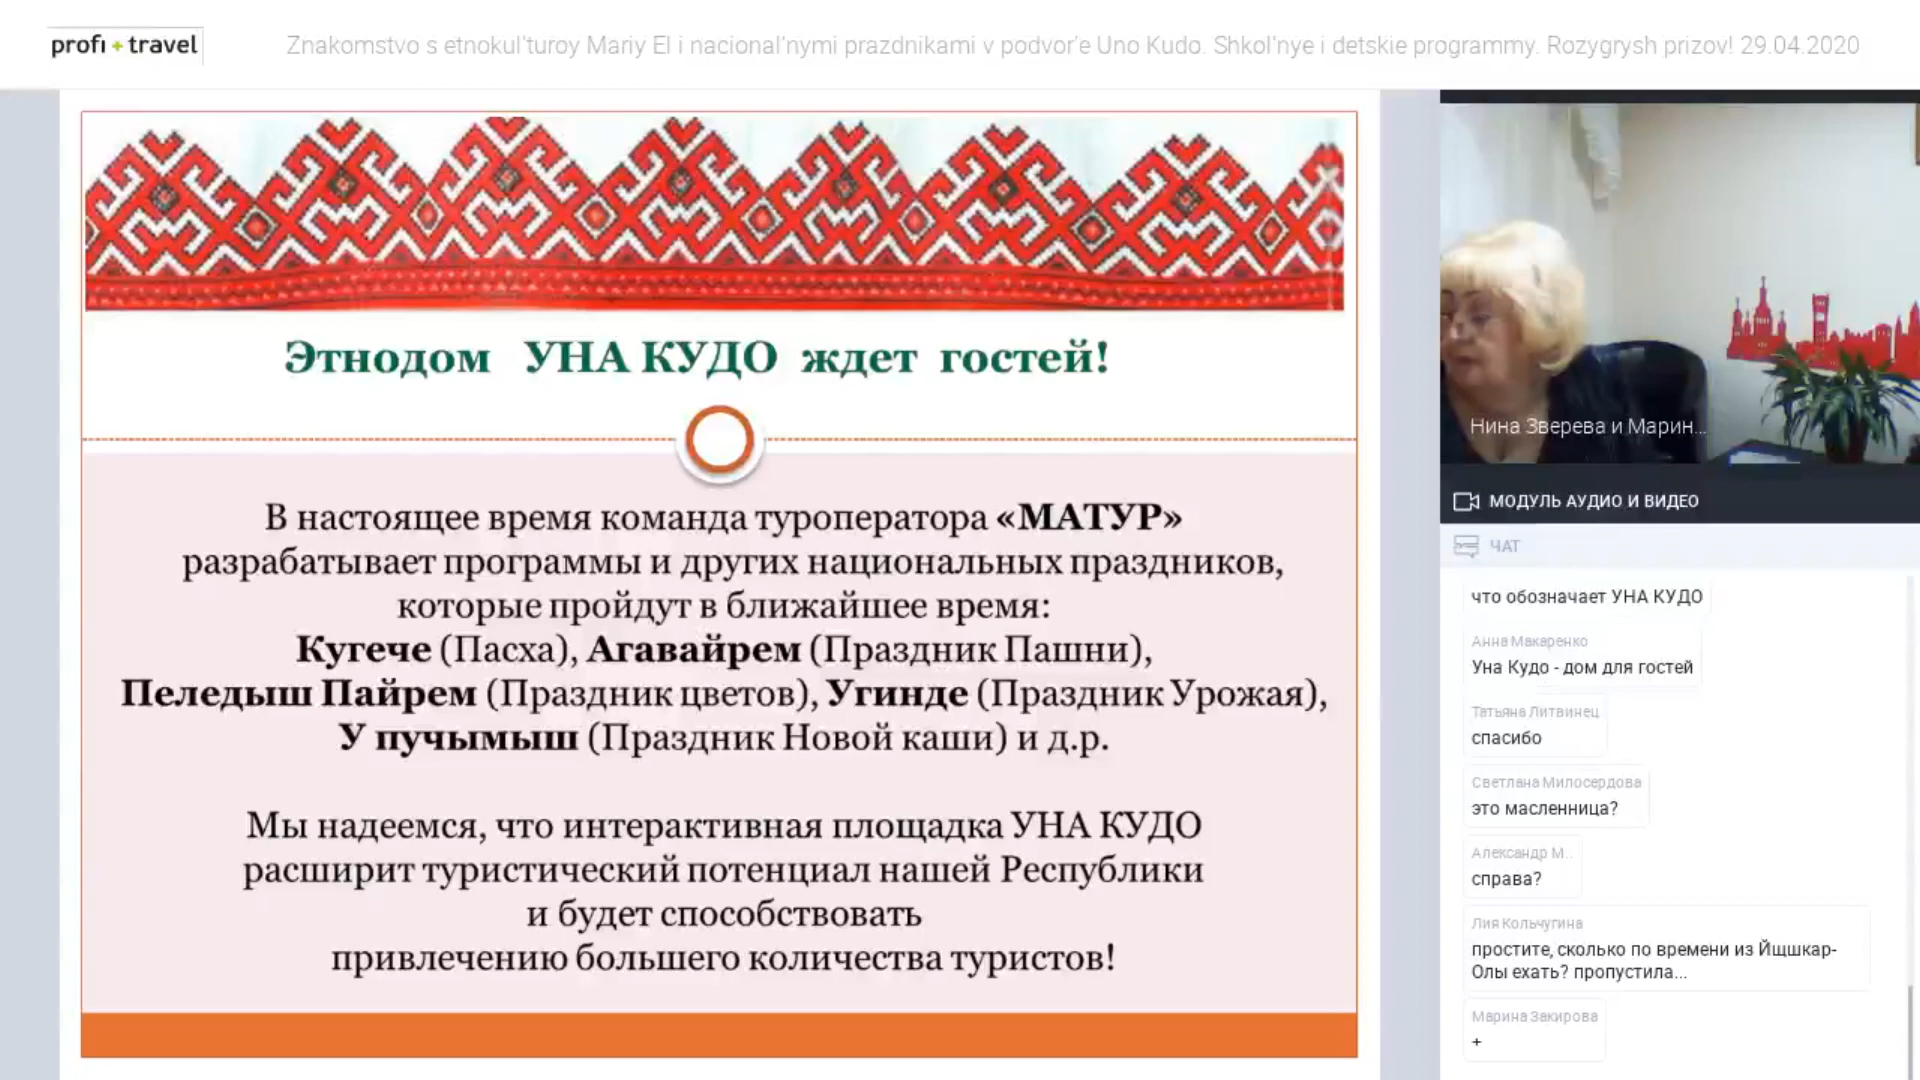 profi + travel
Znakomstvo s etnokul'turoy Mariy El i nacional'nymi prazdnikami v podvor'e Uno Kudo. Shkol'nye i detskie programmy. Rozygrysh prizov! 29.04.2020
Этнодом УНА КУДО ждет гостей!
В настоящее время команда туроператора «МАТУР»
разрабатывает программы и других национальных праздников,
которые пройдут в ближайшее время:
Кугече (Пасха), Агавайрем (Праздник Пашни),
Пеледыш Пайрем (Праздник цветов), Угинде (Праздник Урожая),
У пучымыш (Праздник Новой каши) и д.р.
Мы надеемся, что интерактивная площадка УНА КУДО
расширит туристический потенциал нашей Республики
и будет способствовать
привлечению большего количества туристов!
Нина Зверева и Марин...
МОДУЛЬ АУДИО И ВИДЕО
ЧАТ
что обозначает УНА КУДО
Анна Макаренко
Уна Кудо - дом для гостей
Татьяна Литвинец
спасибо
Светлана Милосердова
это масленница?
Александр М..
справа?
Лия Кольчугина
простите, сколько по времени из Йщшкар-
Олы ехать? пропустила...
Марина Закирова
+